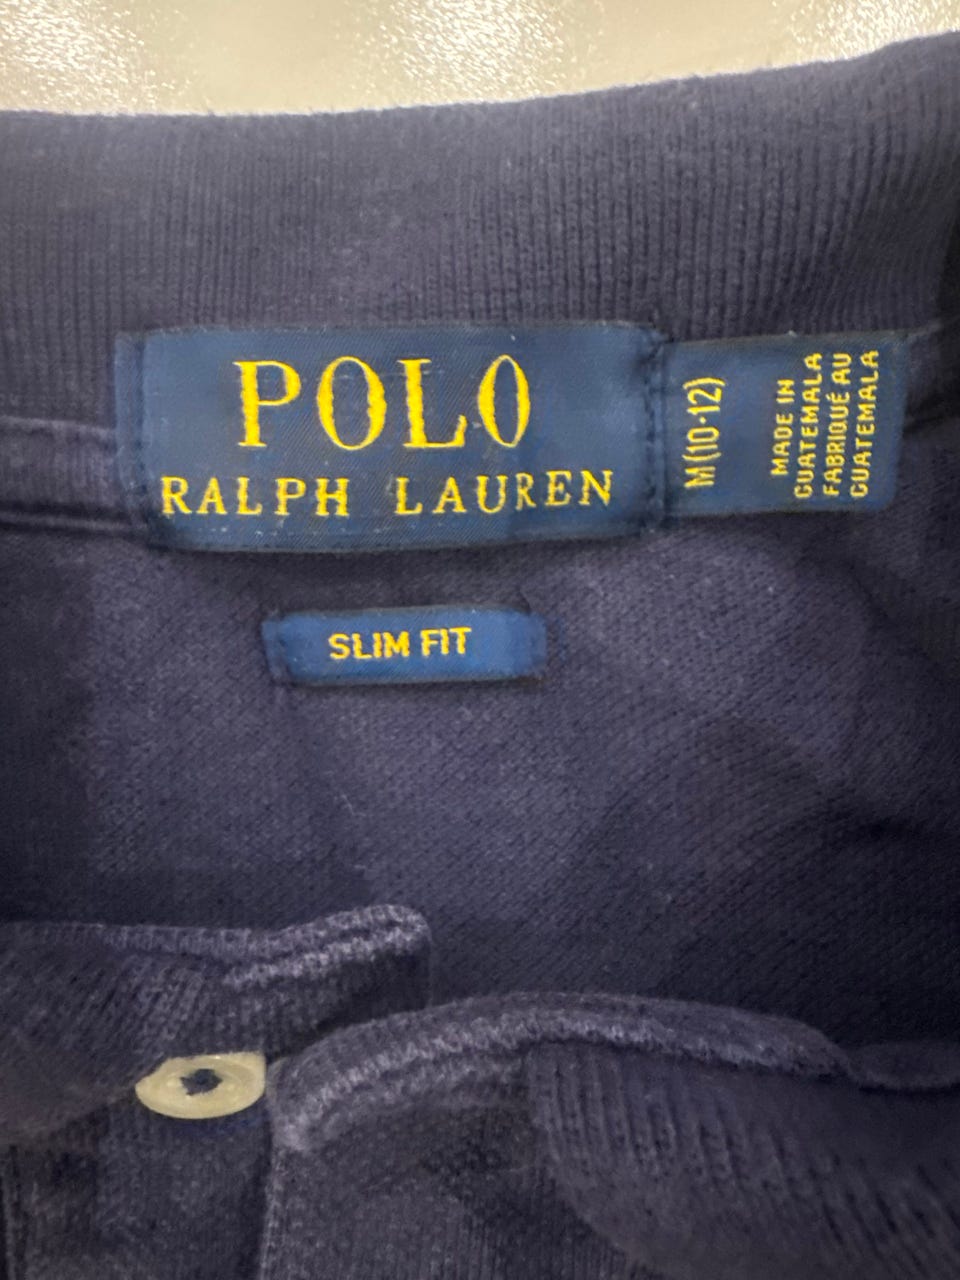 POLO
RALPH LAUREN
M(10-12)
MADE IN
GUATEMALA
FABRIQUÉ AU
GUATEMALA
SLIM FIT